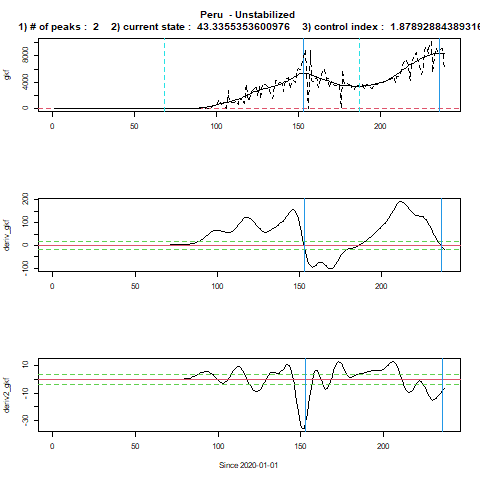 Peru - Unstabilized
1) # of peaks : 2 2) current state : 43.3355353600976 3) control index : 1.87892884389316
gkf
0 4000 8000
0 50 100 150 200
deriv_gkf
-100 0 100 200
0 50 100 150 200
deriv2_gkf
-30 -10 0 10
0 50 100 150 200
Since 2020-01-01